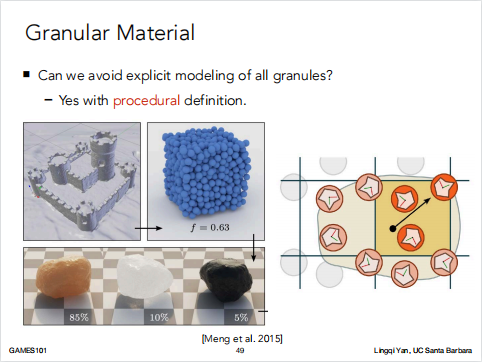 Granular Material
Can we avoid explicit modeling of all granules?
– Yes with procedural definition.
f = 0.63
85%
10%
5%
[Meng et al. 2015]
GAMES101
49
Lingqi Yan, UC Santa Barbara